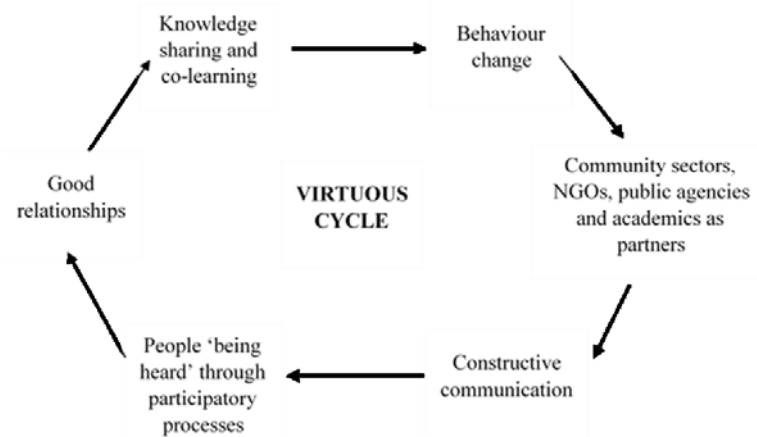 Knowledge
sharing and
co-learning
Behaviour
change
Community sectors,
NGOs, public agencies
and academics as
partners
Constructive
communication
People ‘being
heard’ through
participatory
processes
Good
relationships
VIRTUOUS
CYCLE